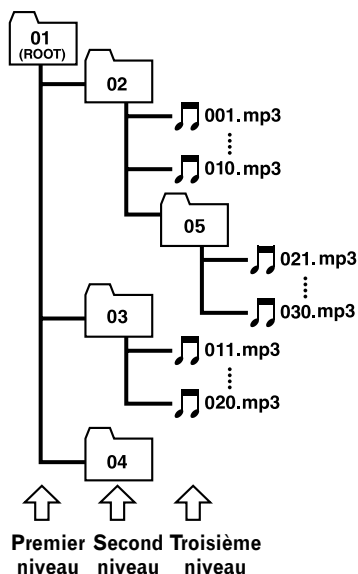 01
(ROOT)
02
001.mp3
010.mp3
05
021.mp3
030.mp3
03
011.mp3
020.mp3
04
Premier niveau
Second niveau
Troisième niveau